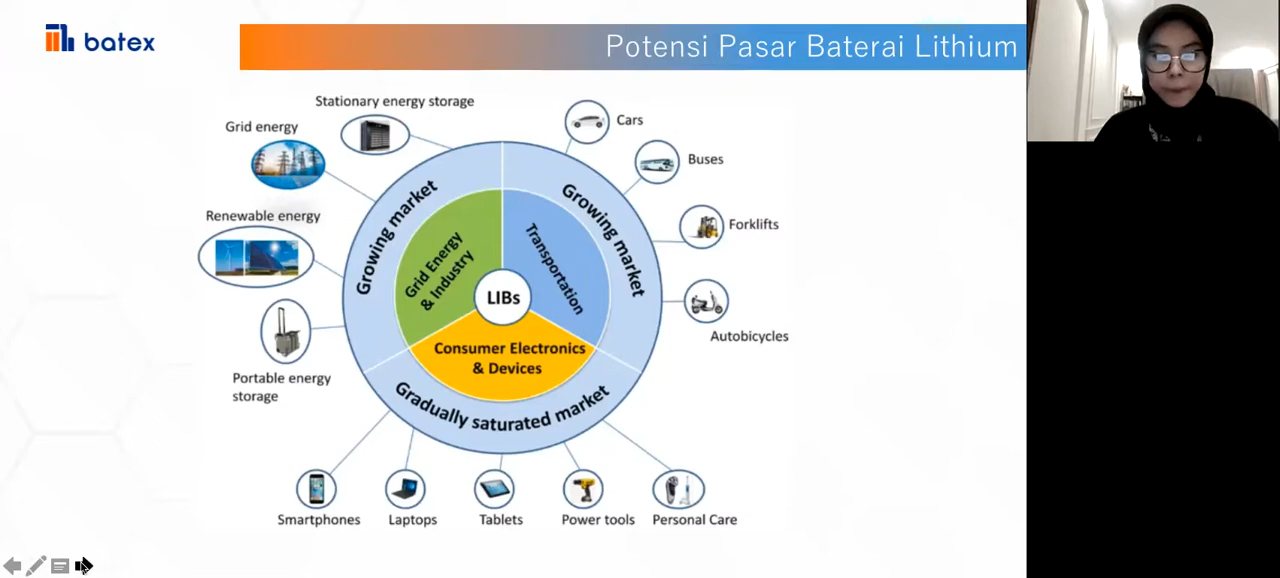 batex
Potensi Pasar Baterai Lithium
Stationary energy storage
Grid energy
Renewable energy
Portable energy
storage
Cars
Buses
Forklifts
Autobicycles
Growing market
Growing market
Gradually saturated market
Grid Energy
& Industry
Transportation
LIBs
Consumer Electronics
& Devices
Smartphones
Laptops
Tablets
Power tools
Personal Care